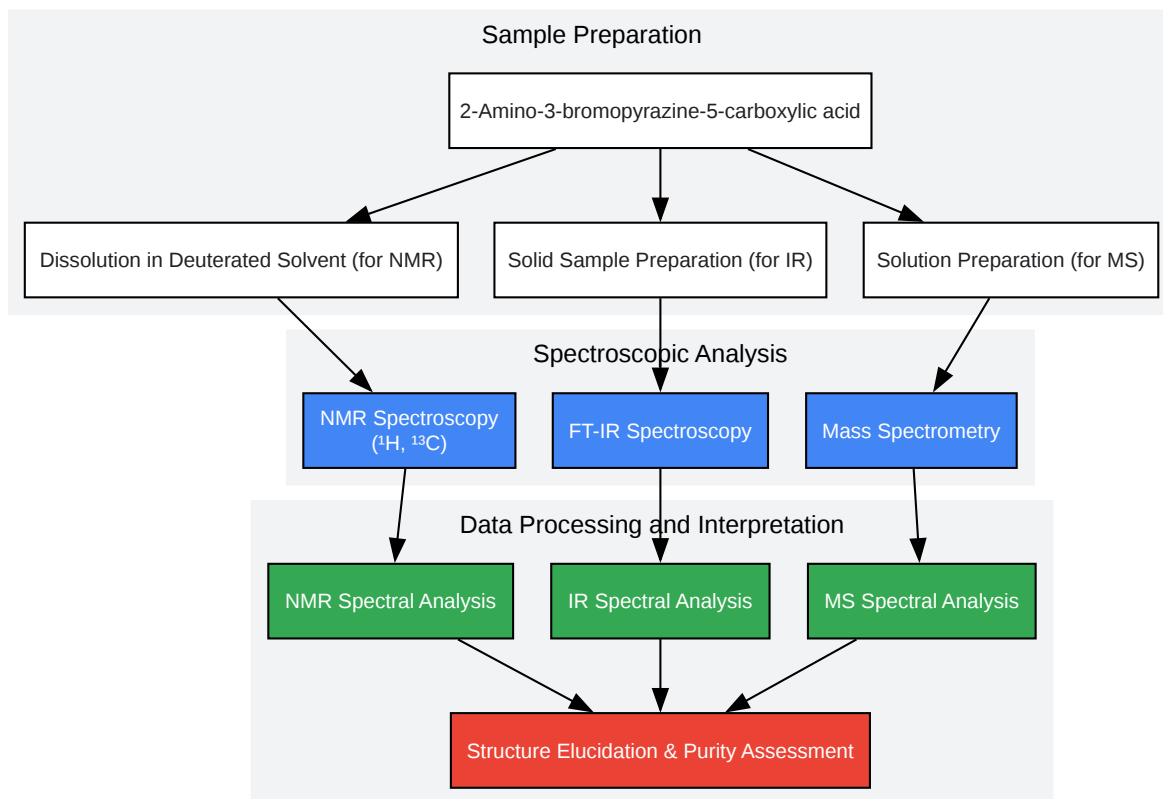 Sample Preparation
2-Amino-3-bromopyrazine-5-carboxylic acid
Dissolution in Deuterated Solvent (for NMR)
Solid Sample Preparation (for IR)
Solution Preparation (for MS)
Spectroscopic Analysis
NMR Spectroscopy
(¹H, ¹³C)
FT-IR Spectroscopy
Mass Spectrometry
Data Processing and Interpretation
NMR Spectral Analysis
IR Spectral Analysis
MS Spectral Analysis
Structure Elucidation & Purity Assessment